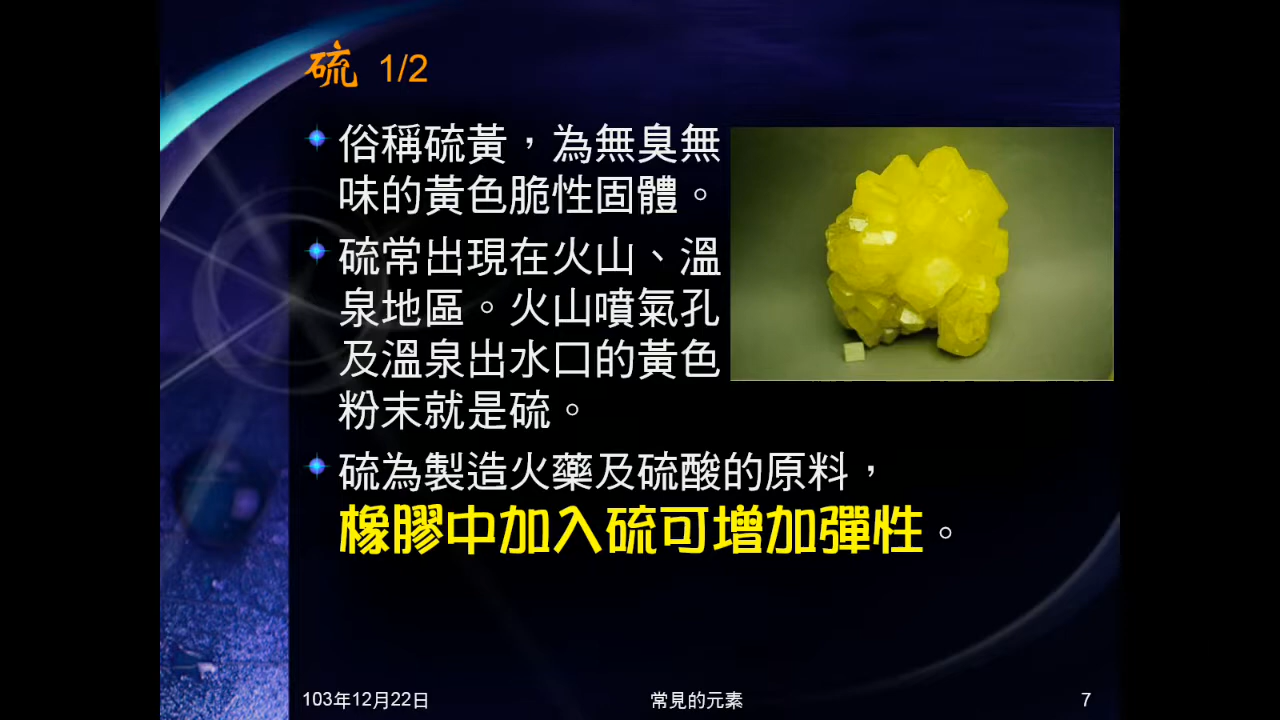 硫 1/2
俗稱硫黃，為無臭無
味的黃色脆性固體。
硫常出現在火山、溫
泉地區。火山噴氣孔
及溫泉出水口的黃色
粉末就是硫。
硫為製造火藥及硫酸的原料，
橡膠中加入硫可增加彈性。
103年12月22日
常見的元素
7